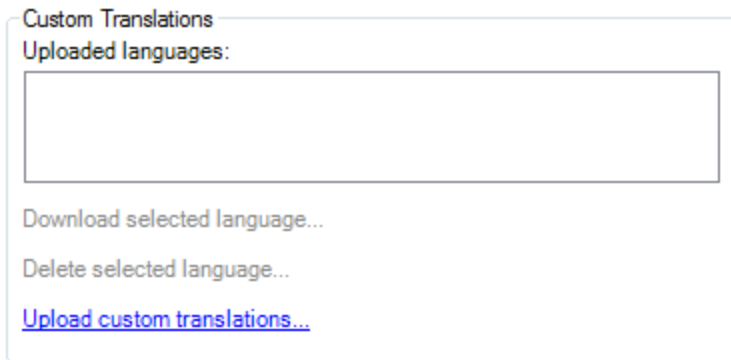 Custom Translations
Uploaded languages:
Download selected language...
Delete selected language...
Upload custom translations...